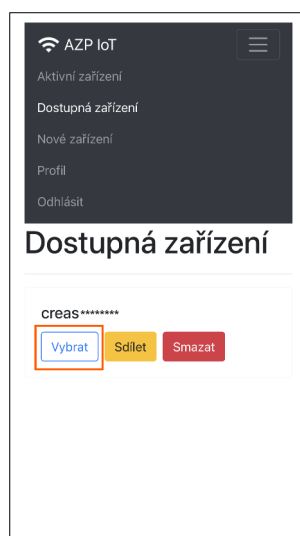 AZP IoT
Aktivní zařízení
Dostupná zařízení
Nové zařízení
Profil
Odhlásit
Dostupná zařízení
creas********
Vybrat Sdílet Smazat